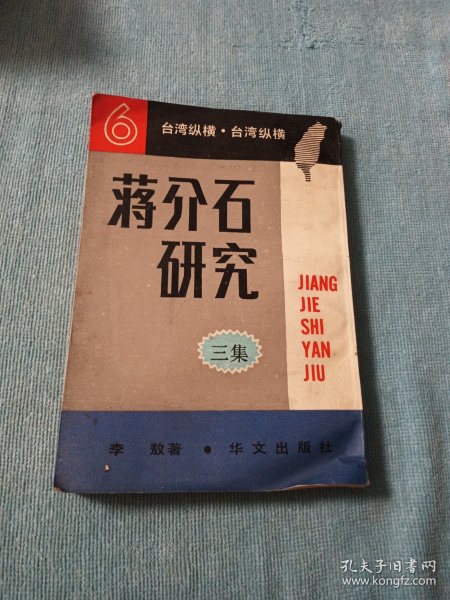 6
台湾纵横·台湾纵横
蒋介石
研究
三集
JIANG
JIE
SHI
YAN
JIU
李 敖著 • 华文出版社
孔夫子旧书网
www.kongfz.com